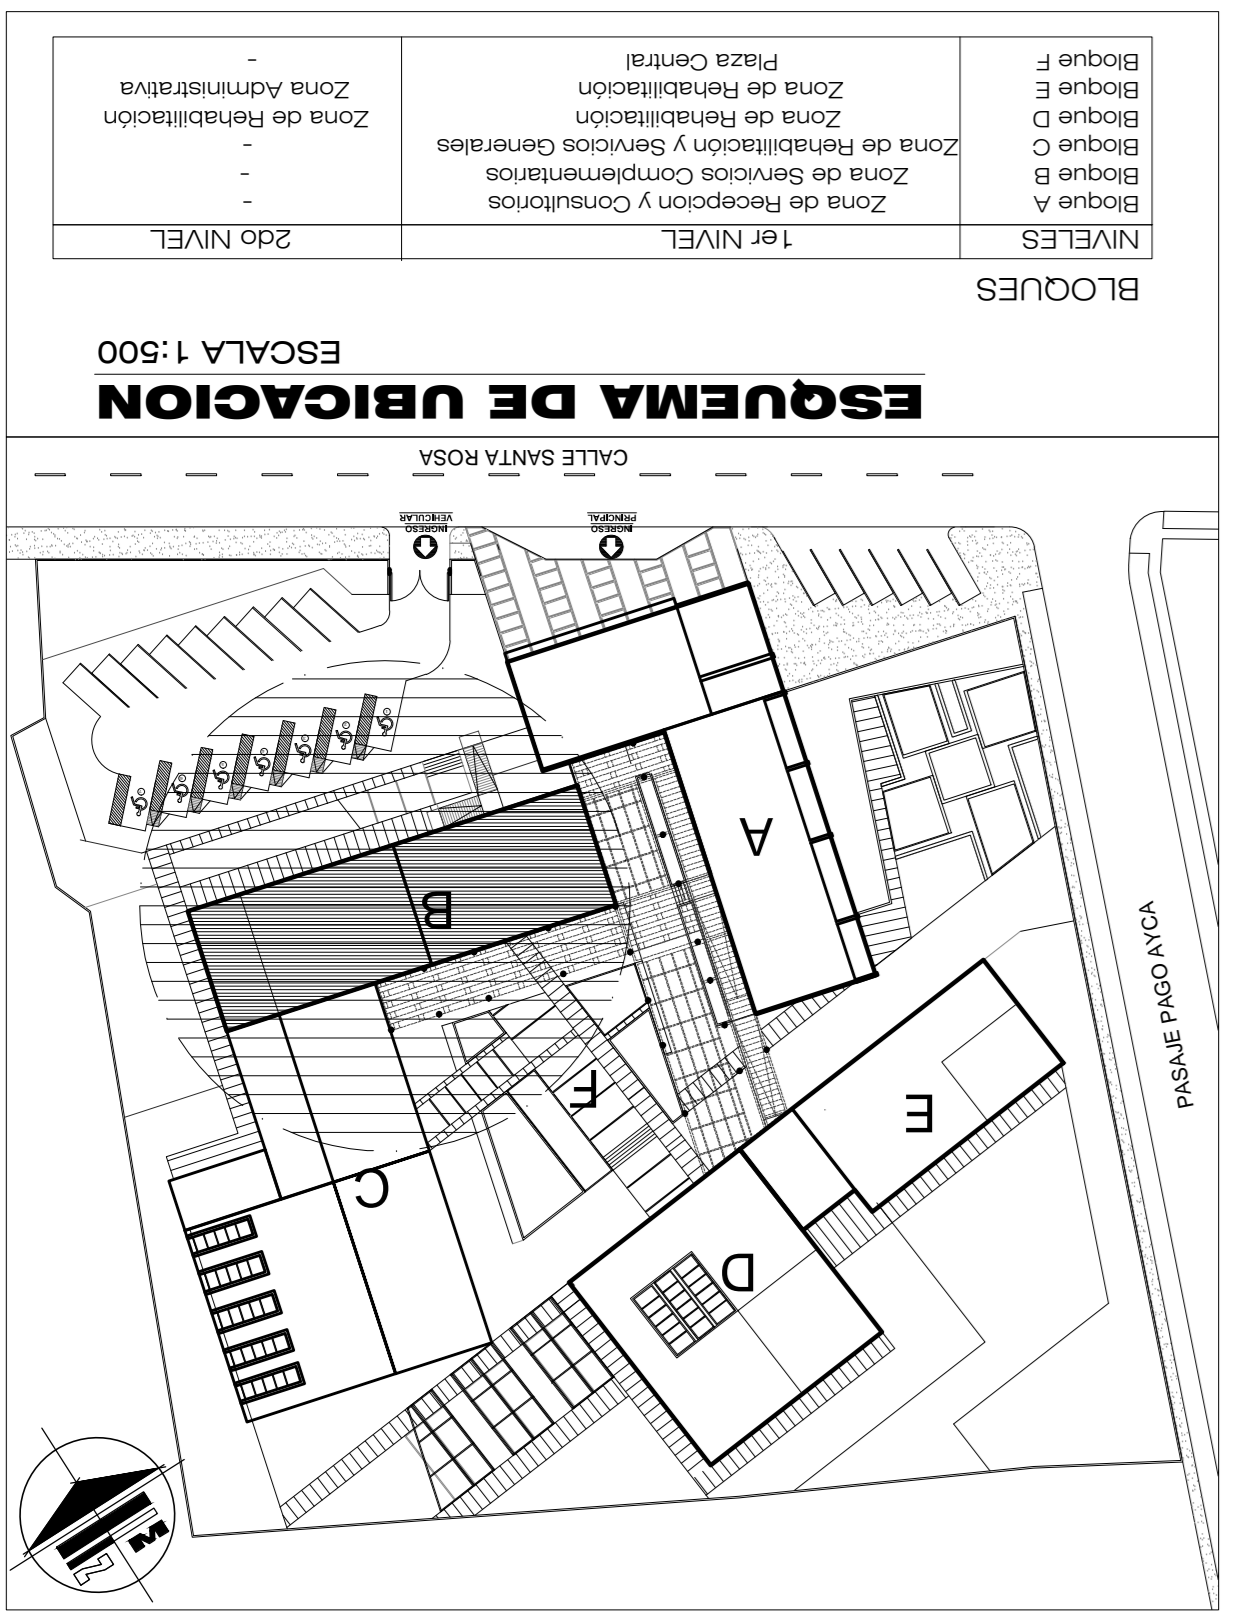 N
D
C
E
F
PASAJE PAGO AYCA
B
A
INGRESO
PRINCIPAL
INGRESO
VEHICULAR
CALLE SANTA ROSA
ESQUEMA DE UBICACION
ESCALA 1:500
BLOQUES
NIVELES 1er NIVEL 2do NIVEL
Bloque A Zona de Recepcion y Consultorios -
Bloque B Zona de Servicios Complementarios -
Bloque C Zona de Rehabilitación y Servicios Generales -
Bloque D Zona de Rehabilitación Zona de Rehabilitación
Bloque E Zona de Rehabilitación Zona Administrativa
Bloque F Plaza Central -